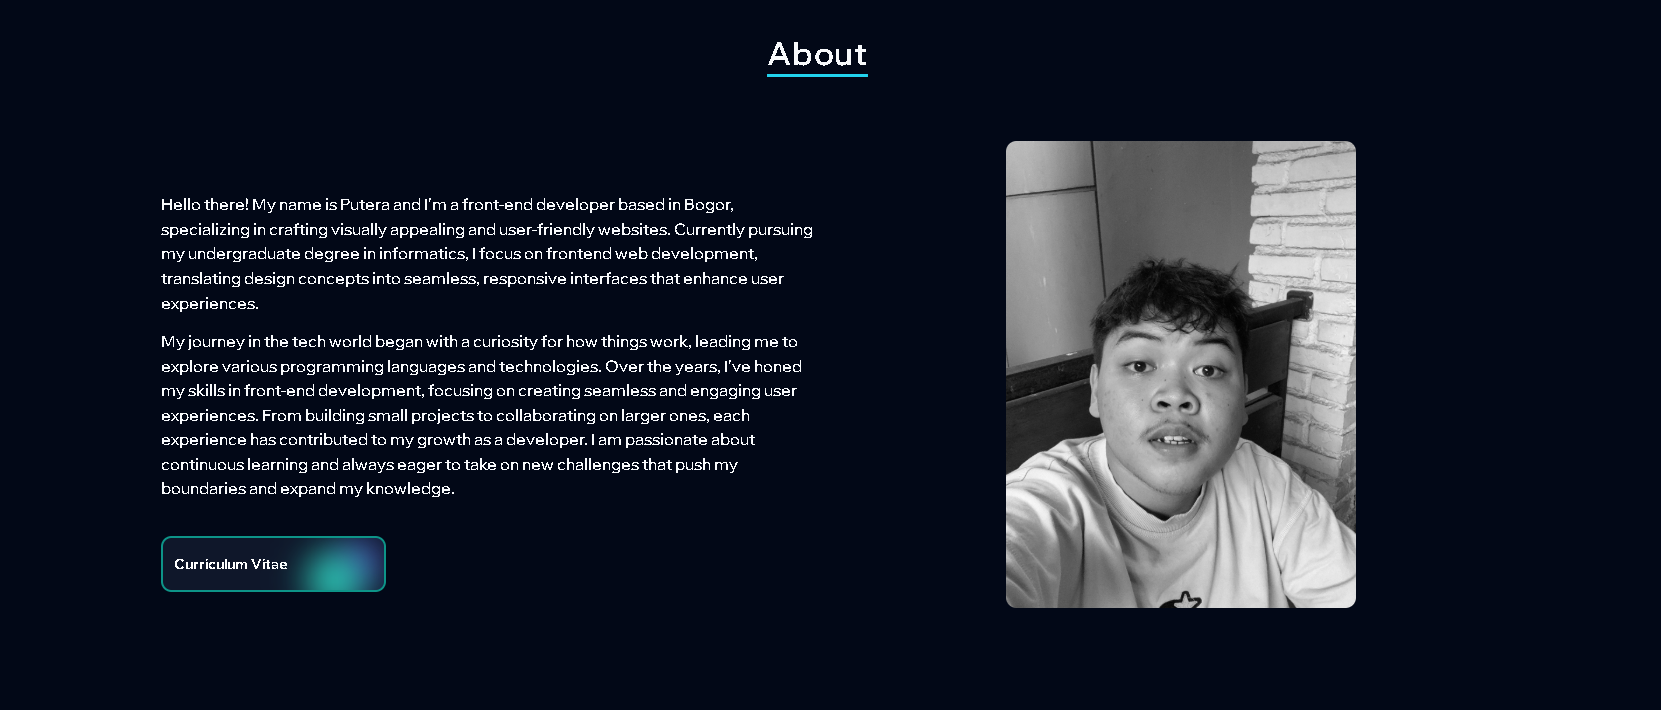 About
Hello there! My name is Putera and I'm a front-end developer based in Bogor,
specializing in crafting visually appealing and user-friendly websites. Currently pursuing
my undergraduate degree in informatics, I focus on frontend web development,
translating design concepts into seamless, responsive interfaces that enhance user
experiences.
My journey in the tech world began with a curiosity for how things work, leading me to
explore various programming languages and technologies. Over the years, I've honed
my skills in front-end development, focusing on creating seamless and engaging user
experiences. From building small projects to collaborating on larger ones, each
experience has contributed to my growth as a developer. I am passionate about
continuous learning and always eager to take on new challenges that push my
boundaries and expand my knowledge.
Curriculum Vitae